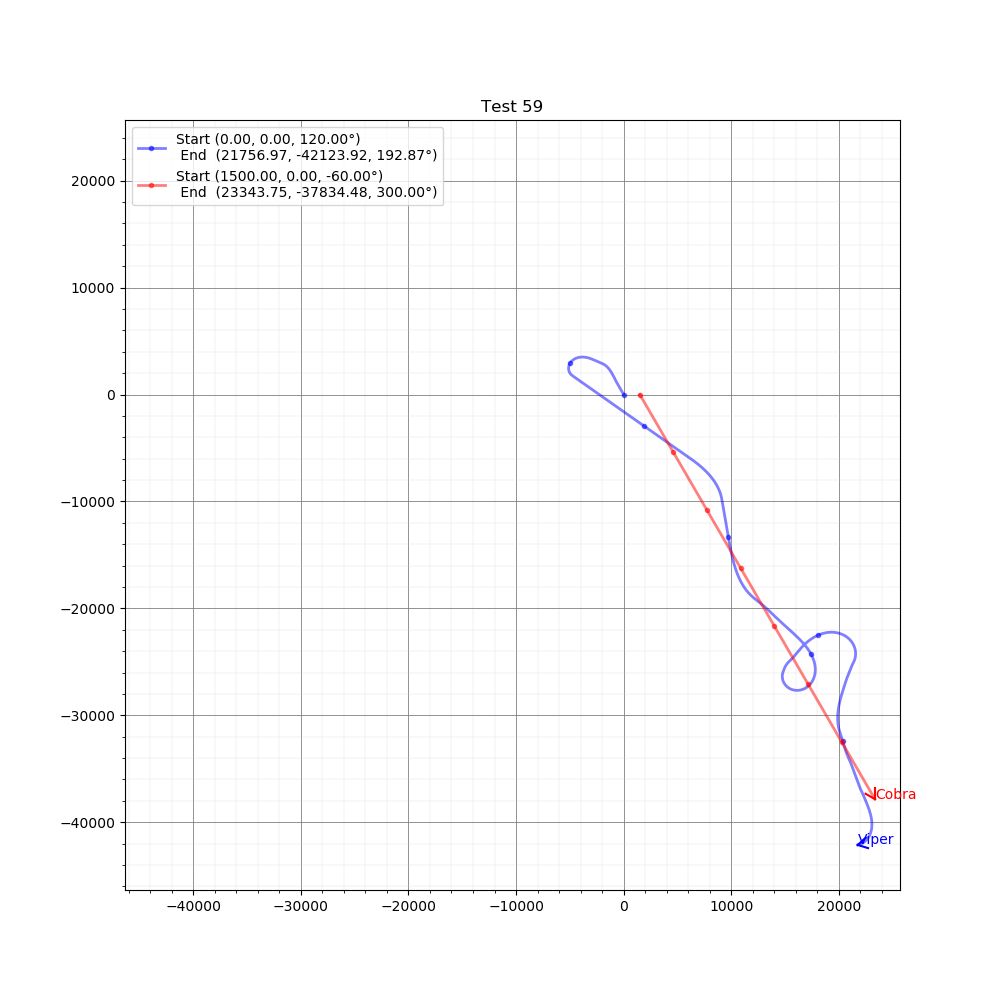 Test 59
Start (0.00, 0.00, 120.00°)
End  (21756.97, -42123.92, 192.87°)
Start (1500.00, 0.00, -60.00°)
End  (23343.75, -37834.48, 300.00°)
20000
10000
0
−10000
−20000
−30000
−40000
Cobra
Viper
−40000
−30000
−20000
−10000
0
10000
20000